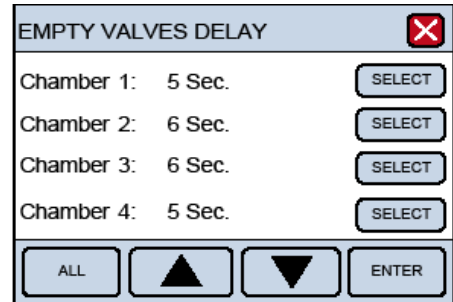 EMPTY VALVES DELAY
Chamber 1: 5 Sec. SELECT
Chamber 2: 6 Sec. SELECT
Chamber 3: 6 Sec. SELECT
Chamber 4: 5 Sec. SELECT
ALL ENTER